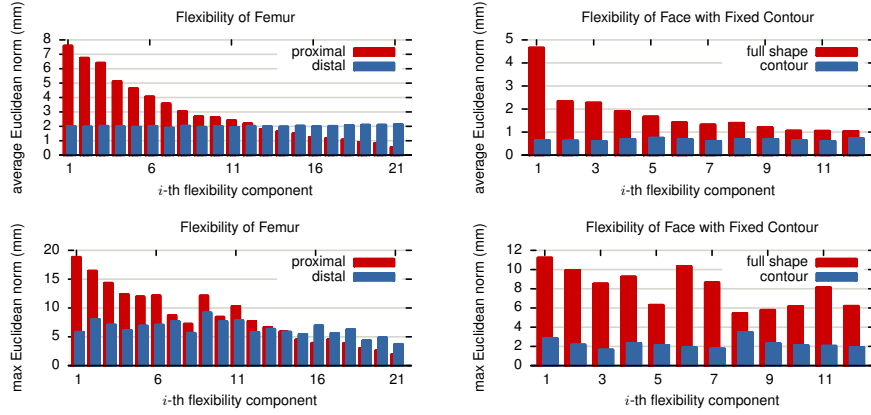 Flexibility of Femur
average Euclidean norm (mm)
8
7
6
5
4
3
2
1
0
proximal
distal
1 6 11 16 21
i-th flexibility component
Flexibility of Face with Fixed Contour
average Euclidean norm (mm)
5
4
3
2
1
0
full shape
contour
1 3 5 7 9 11
i-th flexibility component
Flexibility of Femur
max Euclidean norm (mm)
20
15
10
5
0
proximal
distal
1 6 11 16 21
i-th flexibility component
Flexibility of Face with Fixed Contour
max Euclidean norm (mm)
12
10
8
6
4
2
0
full shape
contour
1 3 5 7 9 11
i-th flexibility component